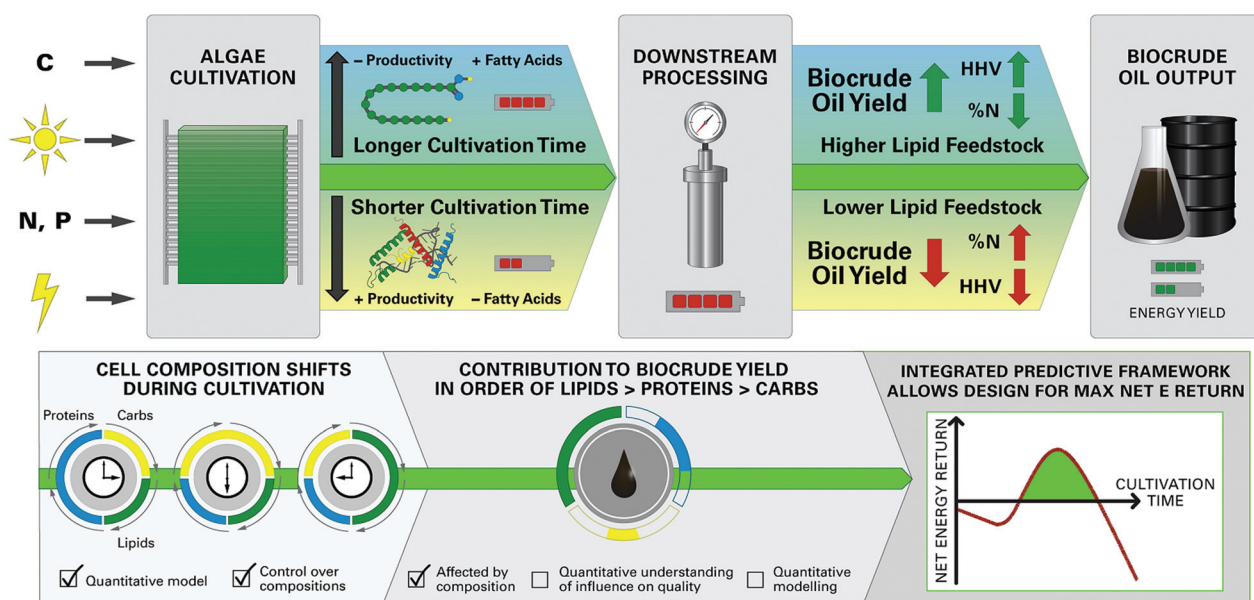 C
N, P
ALGAE
CULTIVATION
– Productivity
+ Fatty Acids
Longer Cultivation Time
Shorter Cultivation Time
+ Productivity
– Fatty Acids
DOWNSTREAM
PROCESSING
Biocrude
Oil Yield
HHV
%N
Higher Lipid Feedstock
Lower Lipid Feedstock
Biocrude
Oil Yield
%N
HHV
BIOCRUDE
OIL OUTPUT
ENERGY YIELD
CELL COMPOSITION SHIFTS
DURING CULTIVATION
Proteins
Carbs
Lipids
Quantitative model
Control over
compositions
CONTRIBUTION TO BIOCRUDE YIELD
IN ORDER OF LIPIDS > PROTEINS > CARBS
Affected by
composition
Quantitative understanding
of influence on quality
Quantitative
modelling
INTEGRATED PREDICTIVE FRAMEWORK
ALLOWS DESIGN FOR MAX NET E RETURN
NET ENERGY RETURN
CULTIVATION
TIME